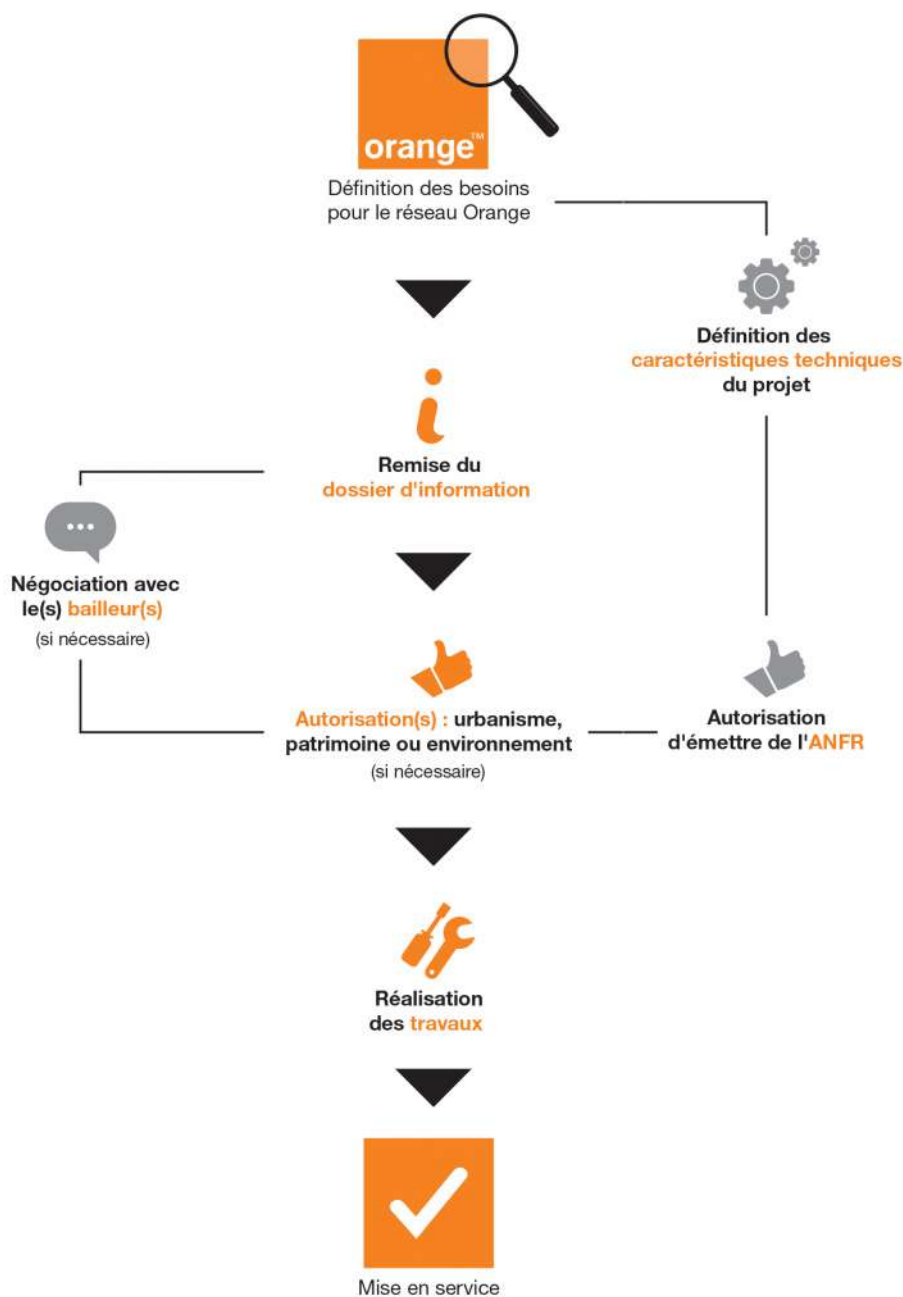 orange™
Définition des besoins
pour le réseau Orange
Définition des
caractéristiques techniques
du projet
Remise du
dossier d'information
Négociation avec
le(s) bailleur(s)
(si nécessaire)
Autorisation(s) : urbanisme,
patrimoine ou environnement
(si nécessaire)
Autorisation
d'émettre de l'ANFR
Réalisation
des travaux
Mise en service